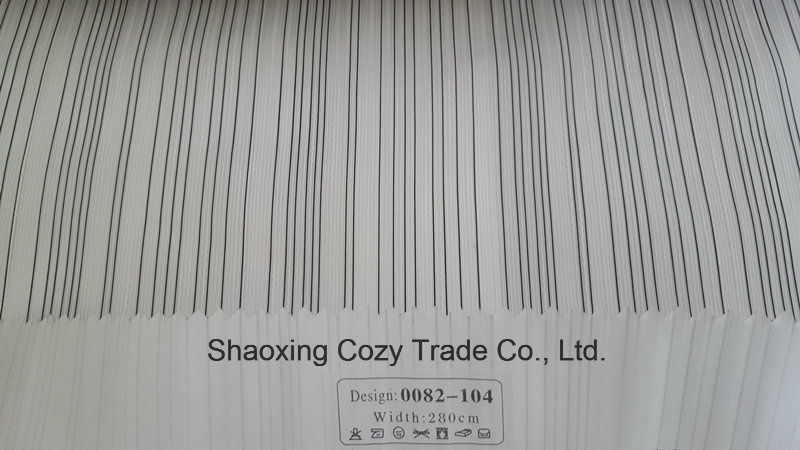 Shaoxing Cozy Trade Co., Ltd.
Design: 0082-104
Width:280cm